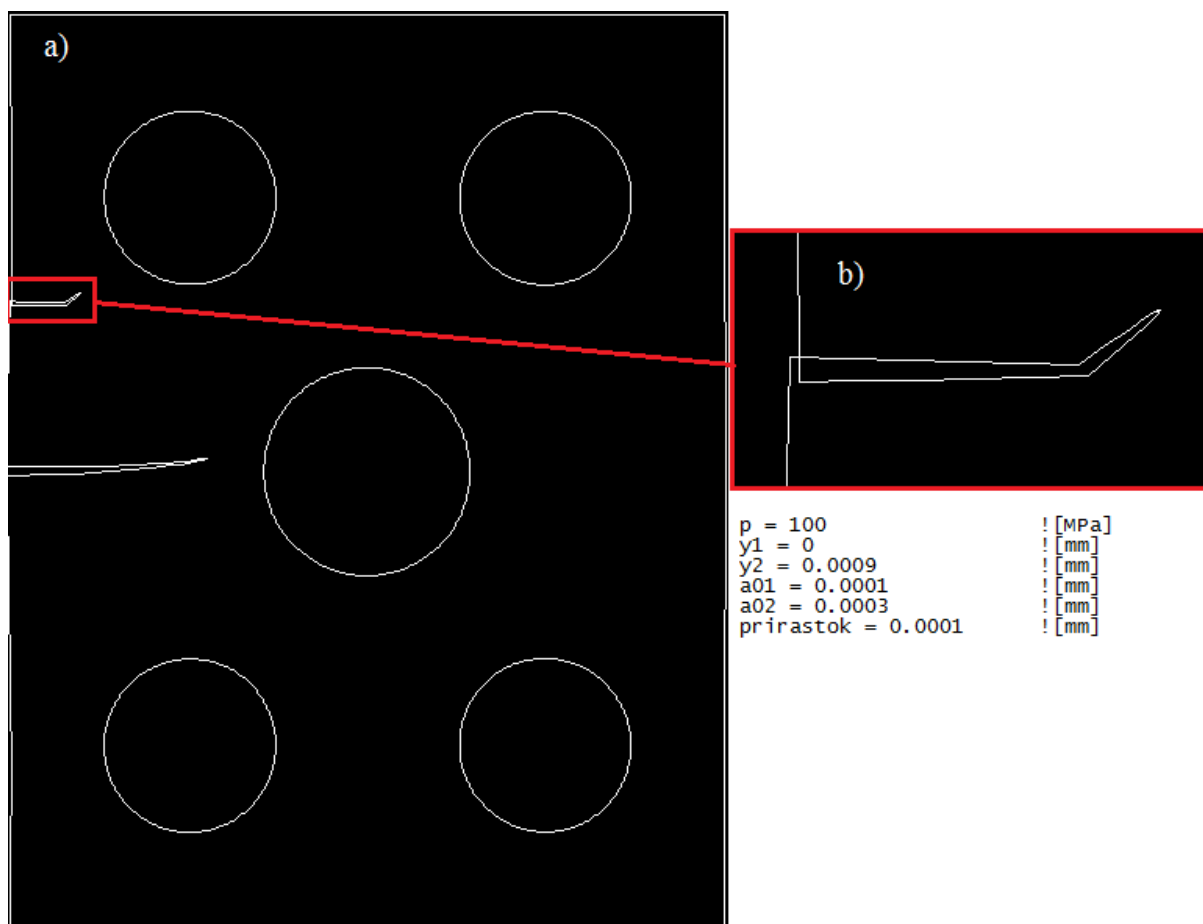 a)
b)
p = 100 ![MPa]
y1 = 0 ![mm]
y2 = 0.0009 ![mm]
a01 = 0.0001 ![mm]
a02 = 0.0003 ![mm]
prirastok = 0.0001 ![mm]